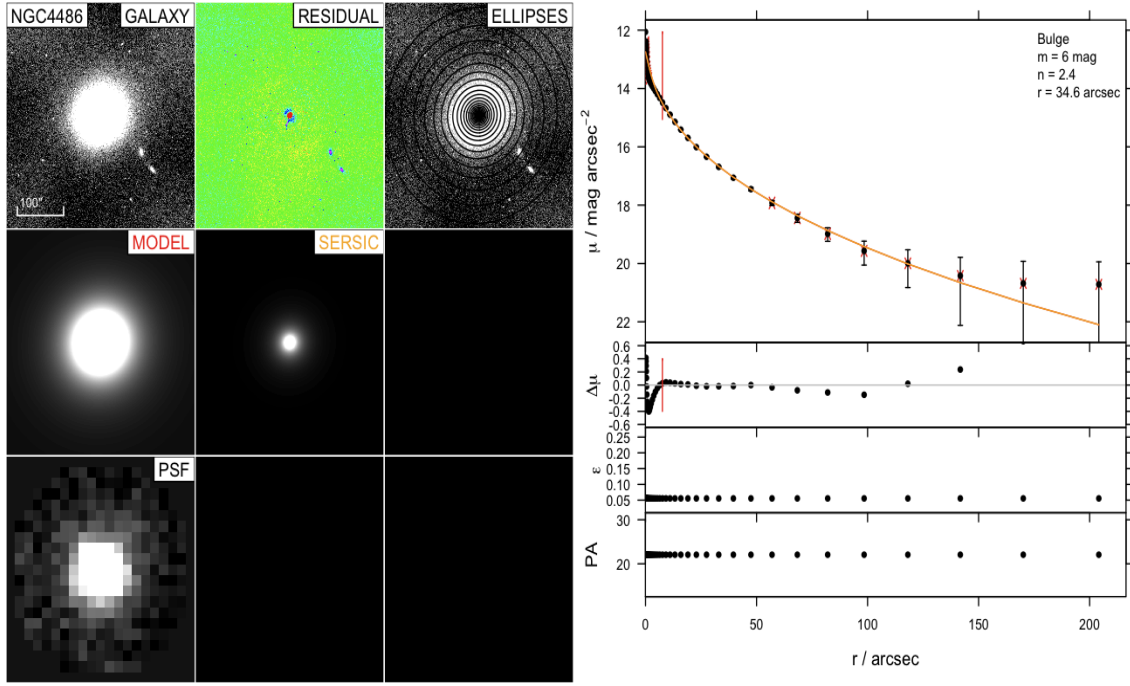 NGC4486 GALAXY RESIDUAL ELLIPSES
100"
MODEL SERSIC
PSF
Bulge
m = 6 mag
n = 2.4
r = 34.6 arcsec
μ / mag arcsec⁻²
12
14
16
18
20
22
Δμ
0.6
0.4
0.2
0.0
-0.2
-0.4
-0.6
ε
0.25
0.15
0.10
0.05
PA
30
20
0 50 100 150 200
r / arcsec